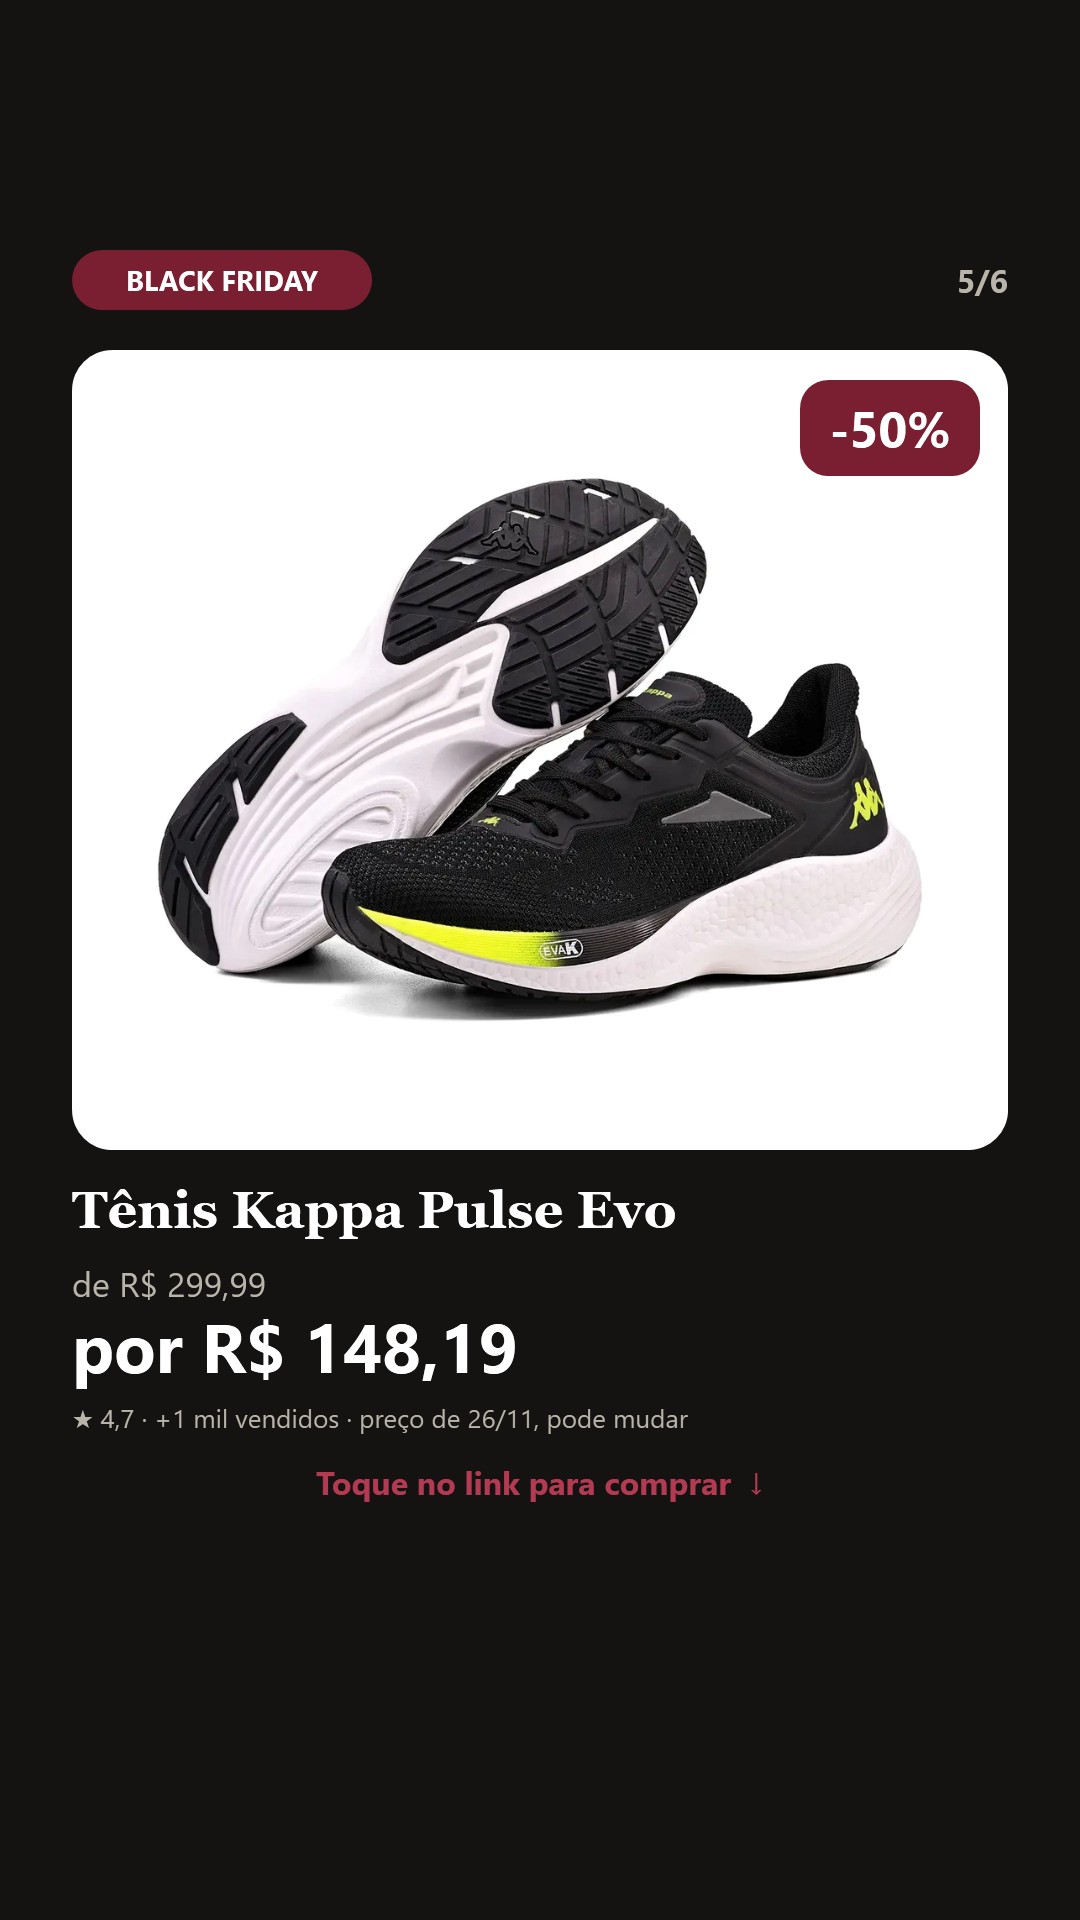 BLACK FRIDAY
5/6
-50%
EVAK
Tênis Kappa Pulse Evo
de R$ 299,99
por R$ 148,19
★ 4,7 · +1 mil vendidos · preço de 26/11, pode mudar
Toque no link para comprar ↓